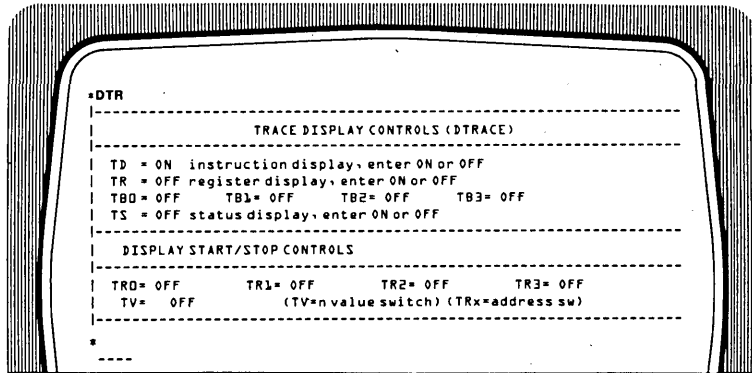 *DTR
TRACE DISPLAY CONTROLS (DTRACE)
TD = ON instruction display, enter ON or OFF
TR = OFF register display, enter ON or OFF
TB0= OFF TB1= OFF TB2= OFF TB3= OFF
TS = OFF status display, enter ON or OFF
DISPLAY START/STOP CONTROLS
TR0= OFF TR1= OFF TR2= OFF TR3= OFF
TV= OFF (TV=n value switch) (TRx=address sw)
*
----